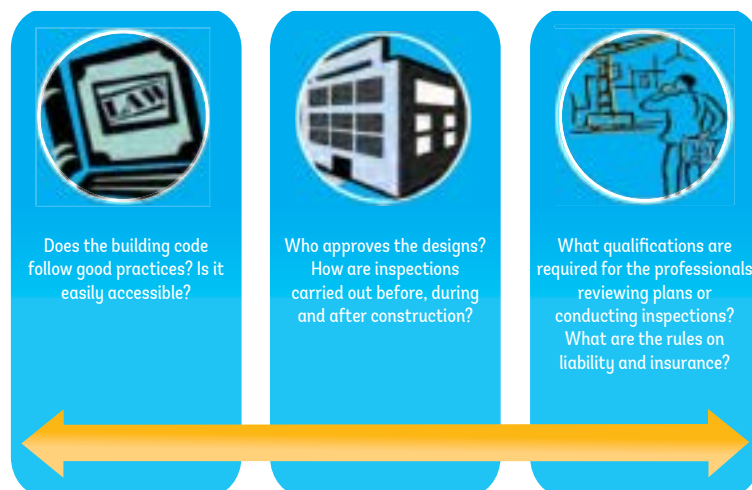 LAW
Does the building code
follow good practices? Is it
easily accessible?
Who approves the designs?
How are inspections
carried out before, during
and after construction?
What qualifications are
required for the professionals
reviewing plans or
conducting inspections?
What are the rules on
liability and insurance?